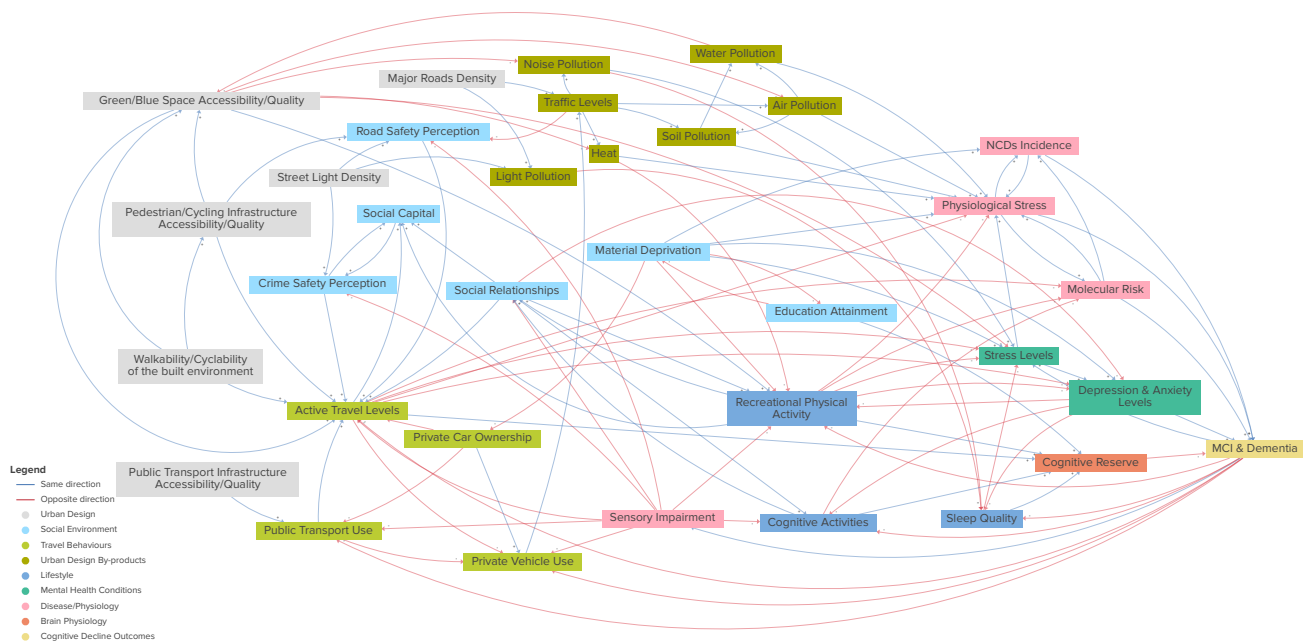 Water Pollution
Noise Pollution
Major Roads Density
Green/Blue Space Accessibility/Quality
Traffic Levels
Air Pollution
Road Safety Perception
Soil Pollution
Heat
NCDs Incidence
Street Light Density
Light Pollution
Pedestrian/Cycling Infrastructure
Accessibility/Quality
Social Capital
Physiological Stress
Material Deprivation
Crime Safety Perception
Social Relationships
Molecular Risk
Education Attainment
Walkability/Cyclability
of the built environment
Stress Levels
Depression & Anxiety
Levels
Active Travel Levels
Recreational Physical
Activity
Private Car Ownership
MCI & Dementia
Cognitive Reserve
Public Transport Infrastructure
Accessibility/Quality
Sensory Impairment
Cognitive Activities
Sleep Quality
Public Transport Use
Private Vehicle Use
Legend
Same direction
Opposite direction
Urban Design
Social Environment
Travel Behaviours
Urban Design By-products
Lifestyle
Mental Health Conditions
Disease/Physiology
Brain Physiology
Cognitive Decline Outcomes